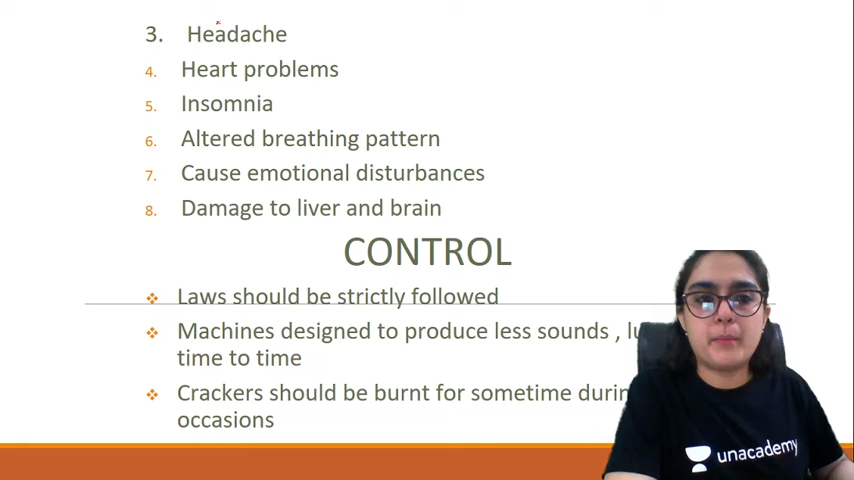 3. Headache
4. Heart problems
5. Insomnia
6. Altered breathing pattern
7. Cause emotional disturbances
8. Damage to liver and brain
CONTROL
❖ Laws should be strictly followed
❖ Machines designed to produce less sounds ,
time to time
❖ Crackers should be burnt for sometime
occasions
unacademy